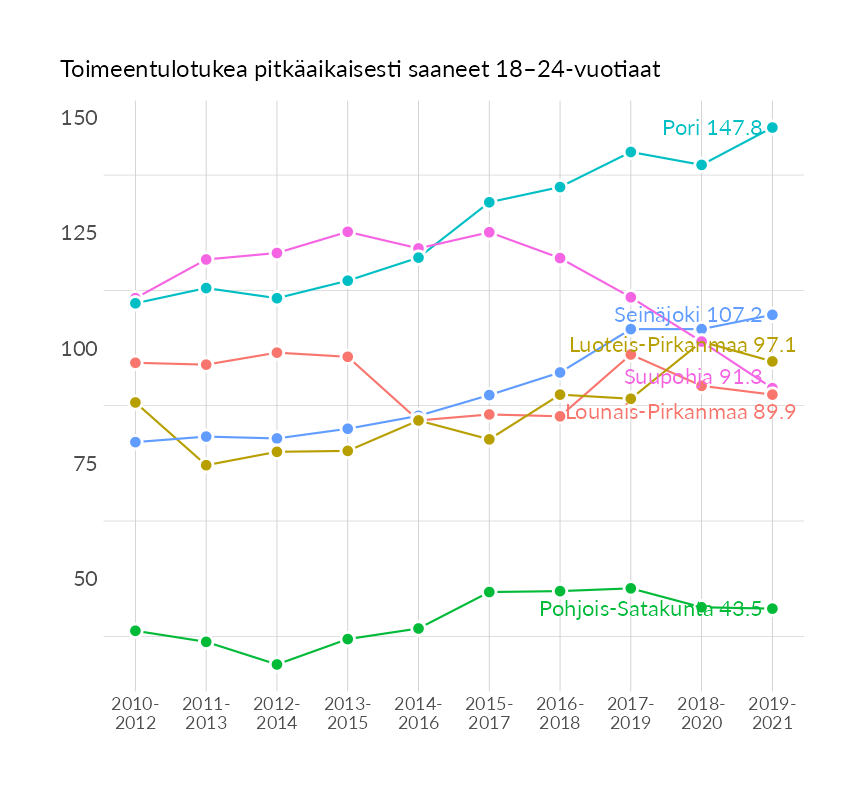 Toimeentulotukea pitkäaikaisesti saaneet 18–24-vuotiaat
150
125
100
75
50
Pori 147.8
Seinäjoki 107.2
Luoteis-Pirkanmaa 97.1
Suupohja 91.3
Lounais-Pirkanmaa 89.9
Pohjois-Satakunta 43.5
2010- 2011- 2012- 2013- 2014- 2015- 2016- 2017- 2018- 2019-
2012 2013 2014 2015 2016 2017 2018 2019 2020 2021